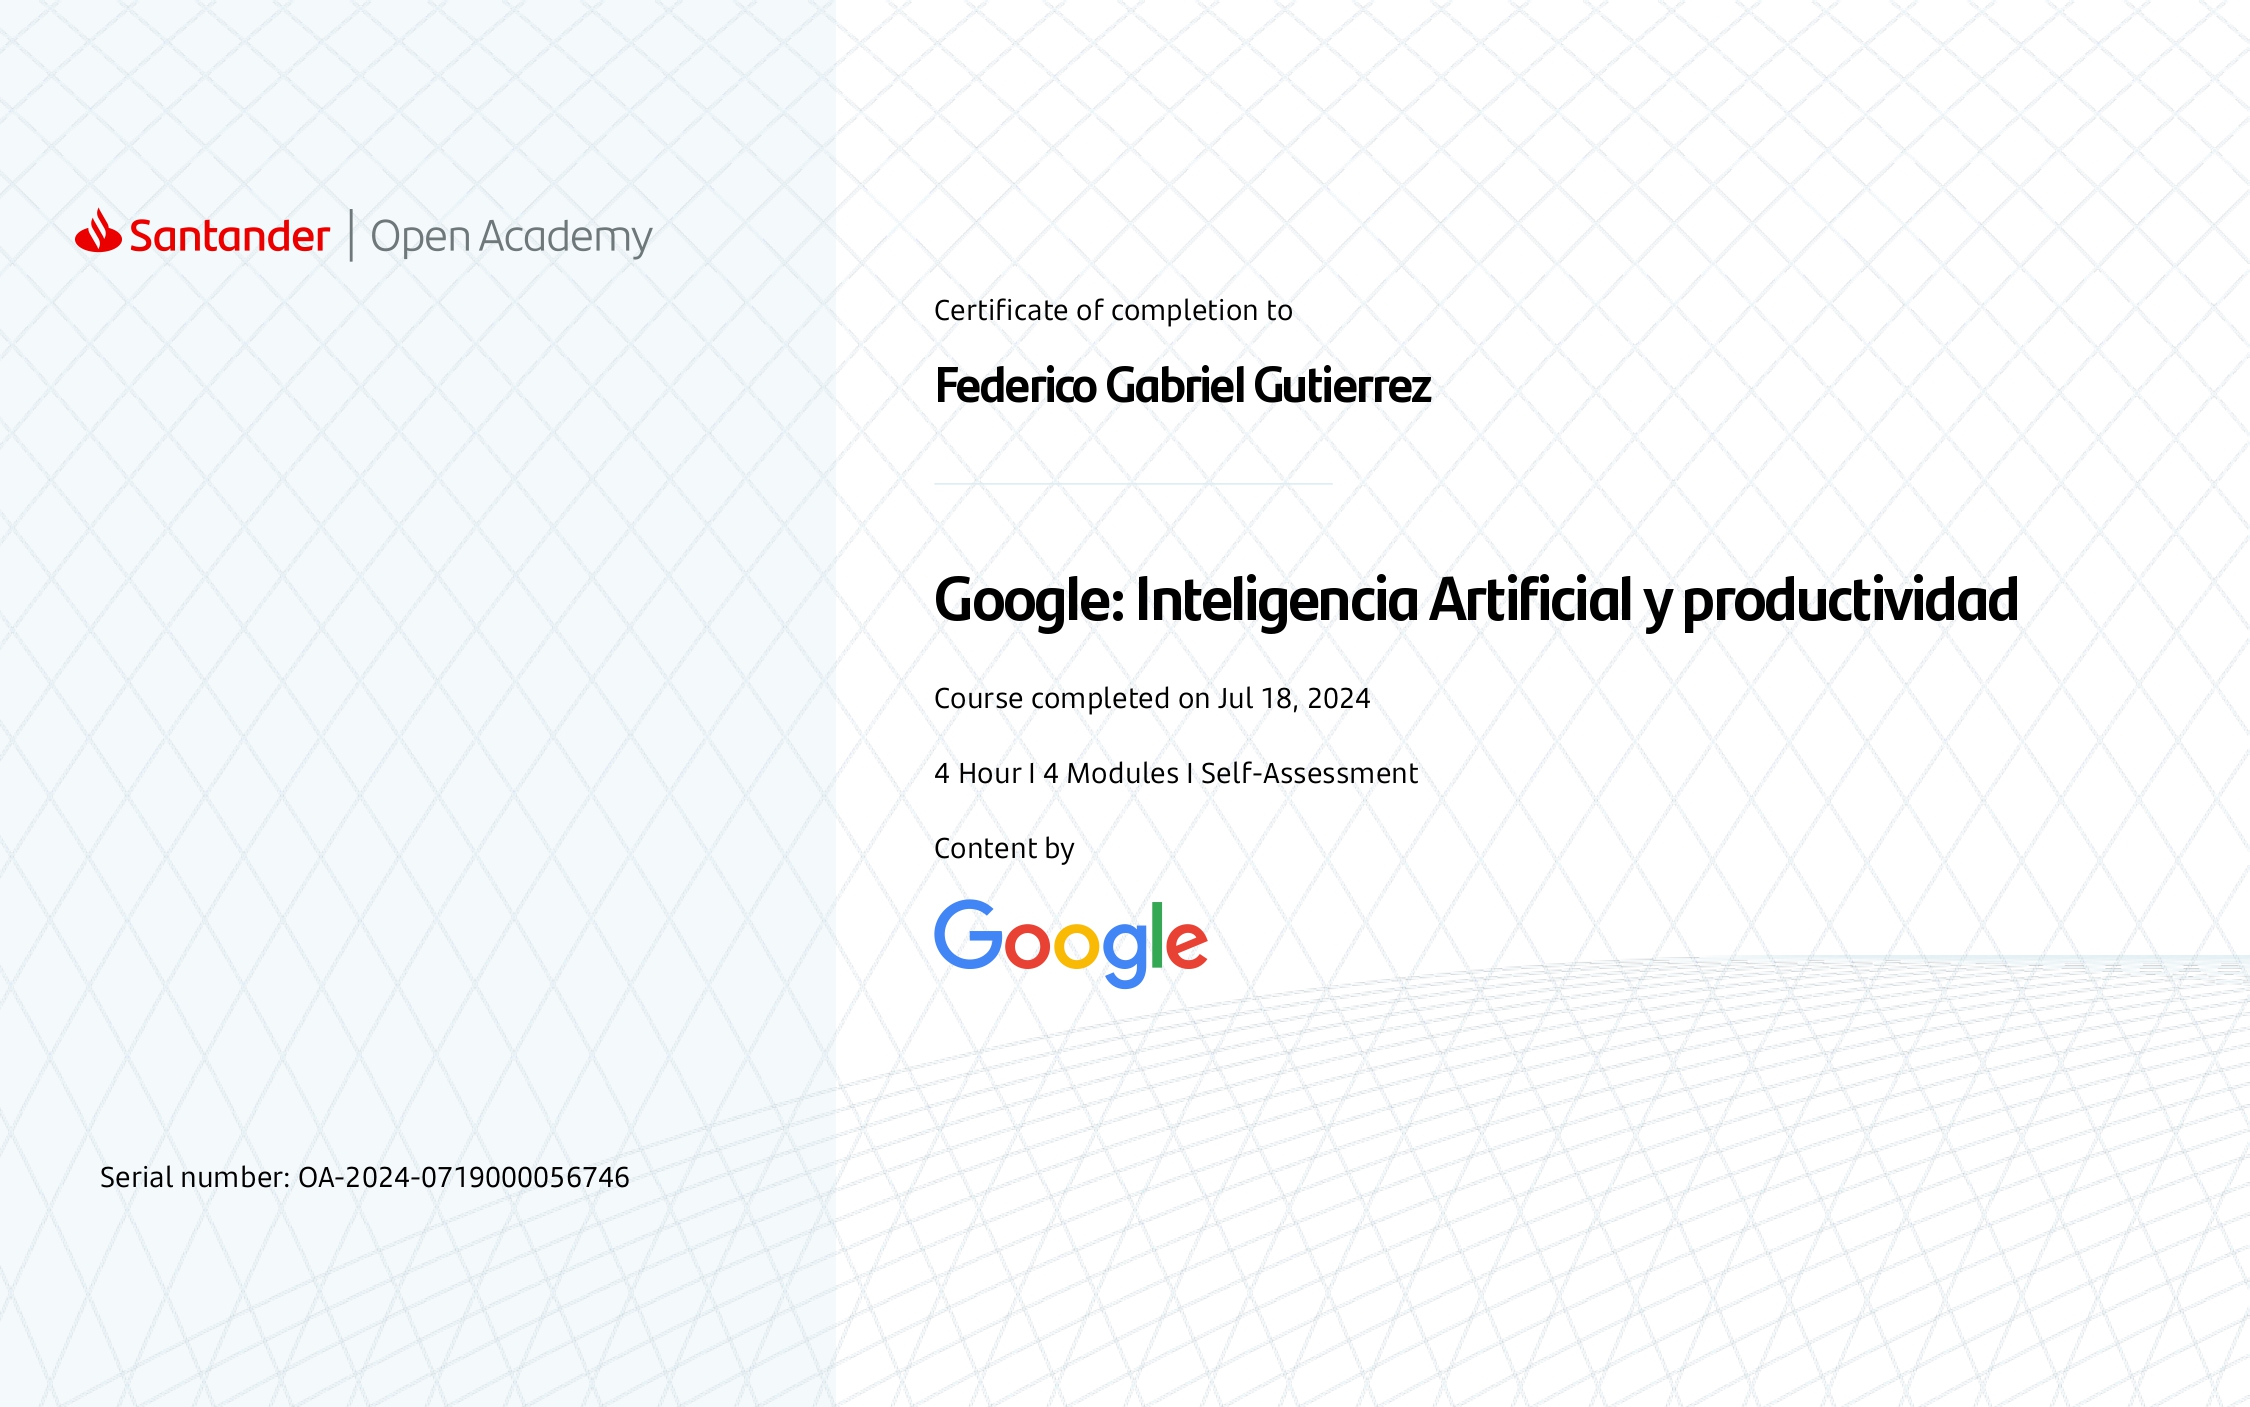 Santander | Open Academy
Certificate of completion to
Federico Gabriel Gutierrez
Google: Inteligencia Artificial y productividad
Course completed on Jul 18, 2024
4 Hour I 4 Modules I Self-Assessment
Content by
Google
Serial number: OA-2024-0719000056746